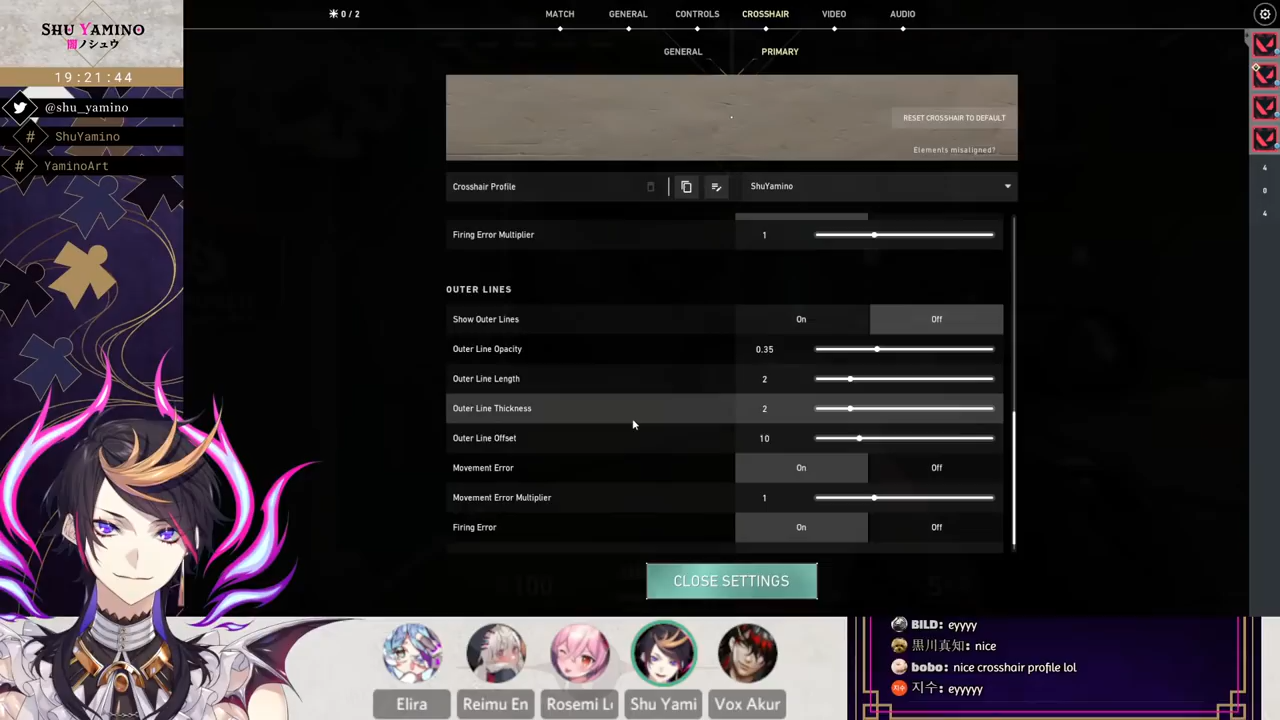 SHU YAMINO
闇ノシュウ
19:21:44
@shu_yamino
# ShuYamino
# YaminoArt
0 / 2
MATCH GENERAL CONTROLS CROSSHAIR VIDEO AUDIO
GENERAL PRIMARY
RESET CROSSHAIR TO DEFAULT
Elements misaligned?
Crosshair Profile ShuYamino
Firing Error Multiplier 1
OUTER LINES
Show Outer Lines On Off
Outer Line Opacity 0.35
Outer Line Length 2
Outer Line Thickness 2
Outer Line Offset 10
Movement Error On Off
Movement Error Multiplier 1
Firing Error On Off
CLOSE SETTINGS
4
0
4
Elira
Reimu En
Rosemi L
Shu Yami
Vox Akur
BILD: eyyyy
黒川真知: nice
bobo: nice crosshair profile lol
지수: eyyyyy